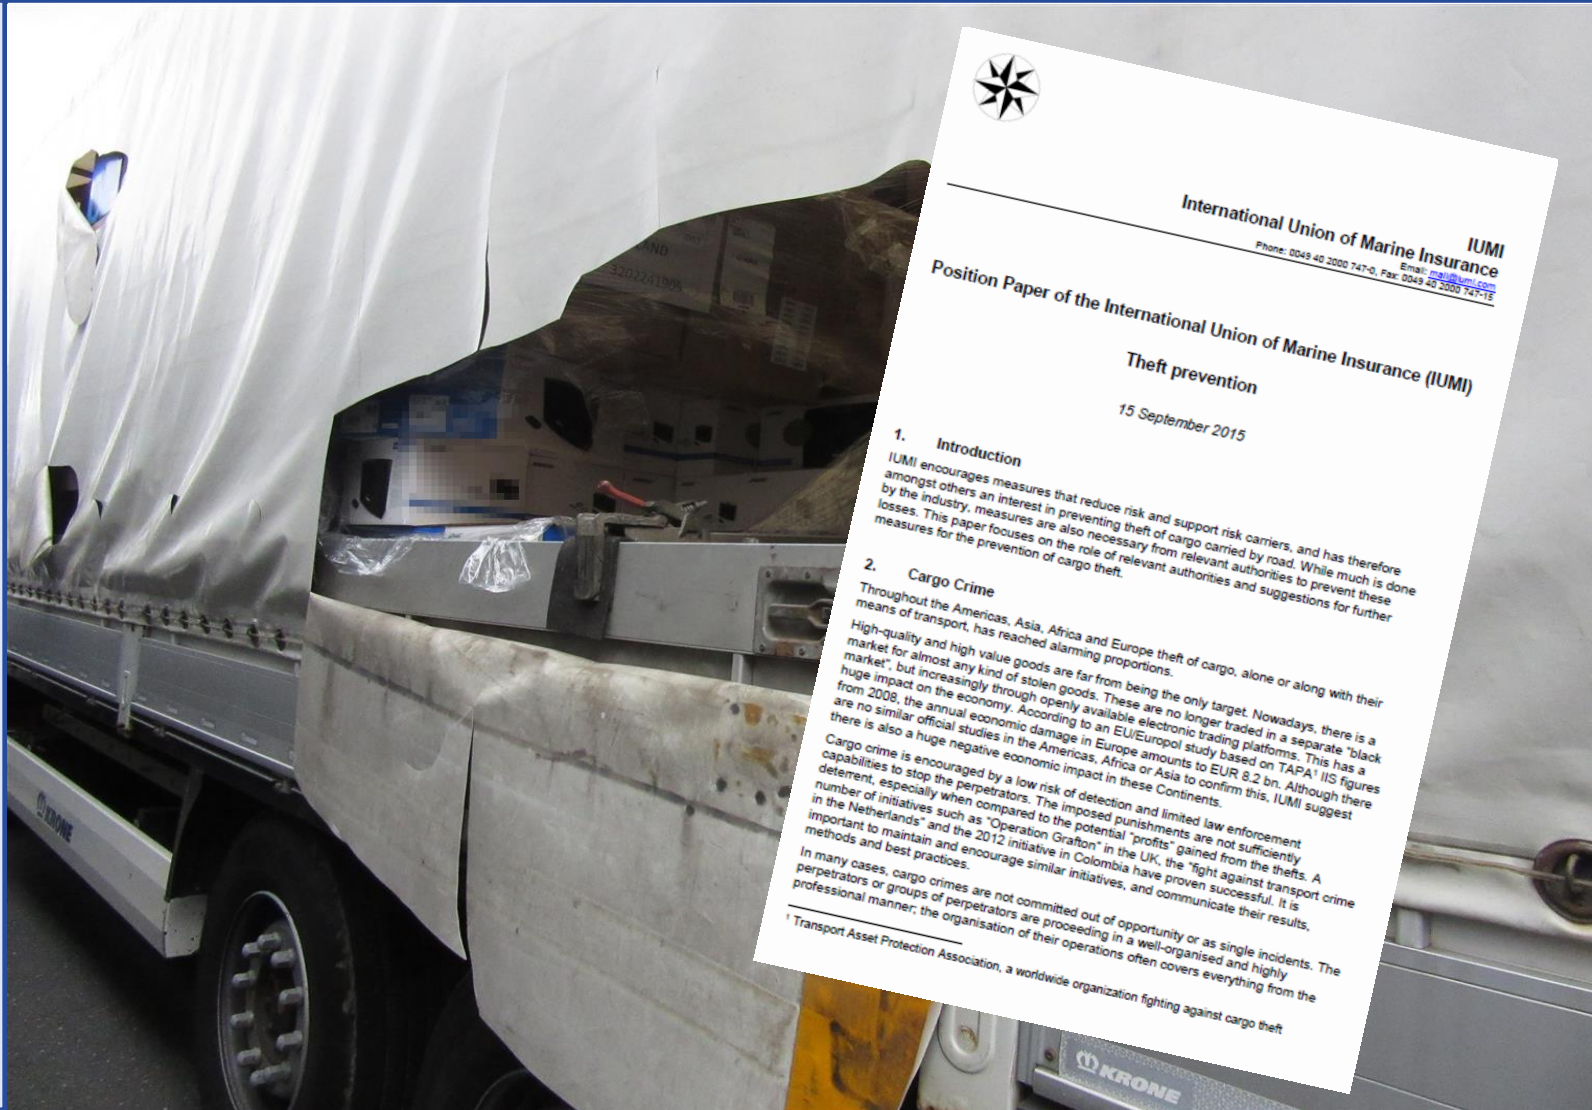 LAND
3202241905
KRONE
IUMI
International Union of Marine Insurance
Email: mail@iumi.com
Phone: 0049 40 2000 747-0, Fax: 0049 40 2000 747-15
Position Paper of the International Union of Marine Insurance (IUMI)
Theft prevention
15 September 2015
1. Introduction
IUMI encourages measures that reduce risk and support risk carriers, and has therefore
amongst others an interest in preventing theft of cargo carried by road. While much is done
by the industry, measures are also necessary from relevant authorities to prevent these
losses. This paper focuses on the role of relevant authorities and suggestions for further
measures for the prevention of cargo theft.
2. Cargo Crime
Throughout the Americas, Asia, Africa and Europe theft of cargo, alone or along with their
means of transport, has reached alarming proportions.
High-quality and high value goods are far from being the only target. Nowadays, there is a
market for almost any kind of stolen goods. These are no longer traded in a separate "black
market", but increasingly through openly available electronic trading platforms. This has a
huge impact on the economy. According to an EU/Europol study based on TAPA¹ IIS figures
from 2008, the annual economic damage in Europe amounts to EUR 8.2 bn. Although there
are no similar official studies in the Americas, Africa or Asia to confirm this, IUMI suggest
there is also a huge negative economic impact in these Continents.
Cargo crime is encouraged by a low risk of detection and limited law enforcement
capabilities to stop the perpetrators. The imposed punishments are not sufficiently
deterrent, especially when compared to the potential "profits" gained from the thefts. A
number of initiatives such as "Operation Grafton" in the UK, the "fight against transport crime
in the Netherlands" and the 2012 initiative in Colombia have proven successful. It is
important to maintain and encourage similar initiatives, and communicate their results,
methods and best practices.
In many cases, cargo crimes are not committed out of opportunity or as single incidents. The
perpetrators or groups of perpetrators are proceeding in a well-organised and highly
professional manner; the organisation of their operations often covers everything from the
¹ Transport Asset Protection Association, a worldwide organization fighting against cargo theft
KRONE